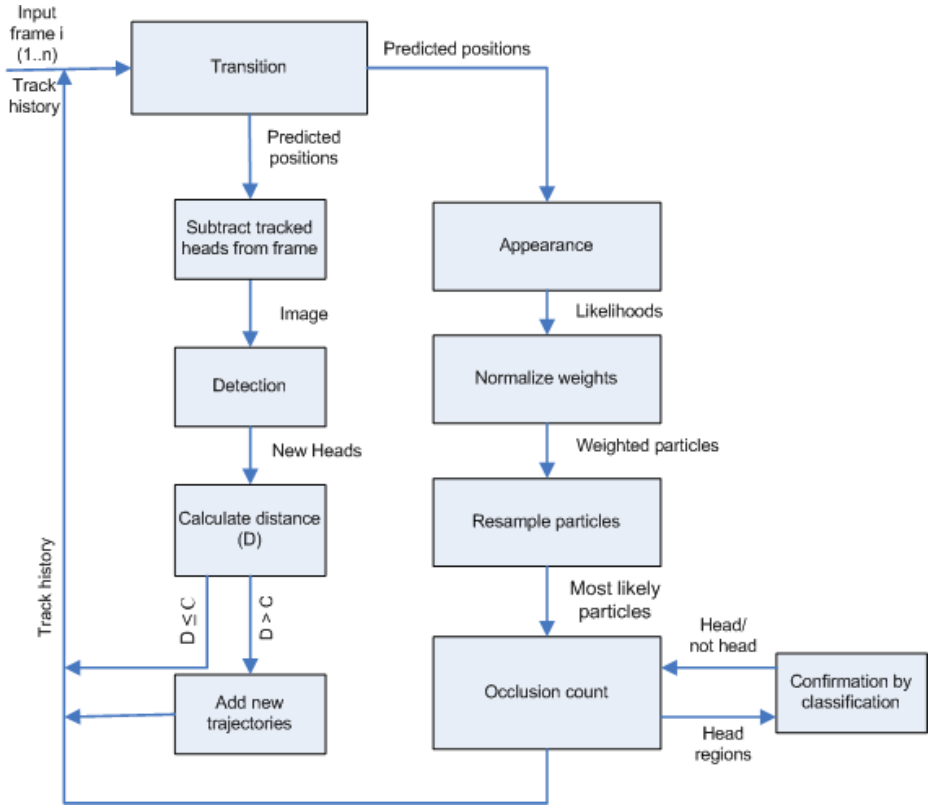 Input
frame i
(1..n)
Track
history
Transition
Predicted positions
Predicted
positions
Subtract tracked
heads from frame
Appearance
Image
Likelihoods
Detection
Normalize weights
New Heads
Weighted particles
Calculate distance
(D)
Resample particles
D ≤ C
D > C
Most likely
particles
Track history
Head/
not head
Add new
trajectories
Occlusion count
Confirmation by
classification
Head
regions